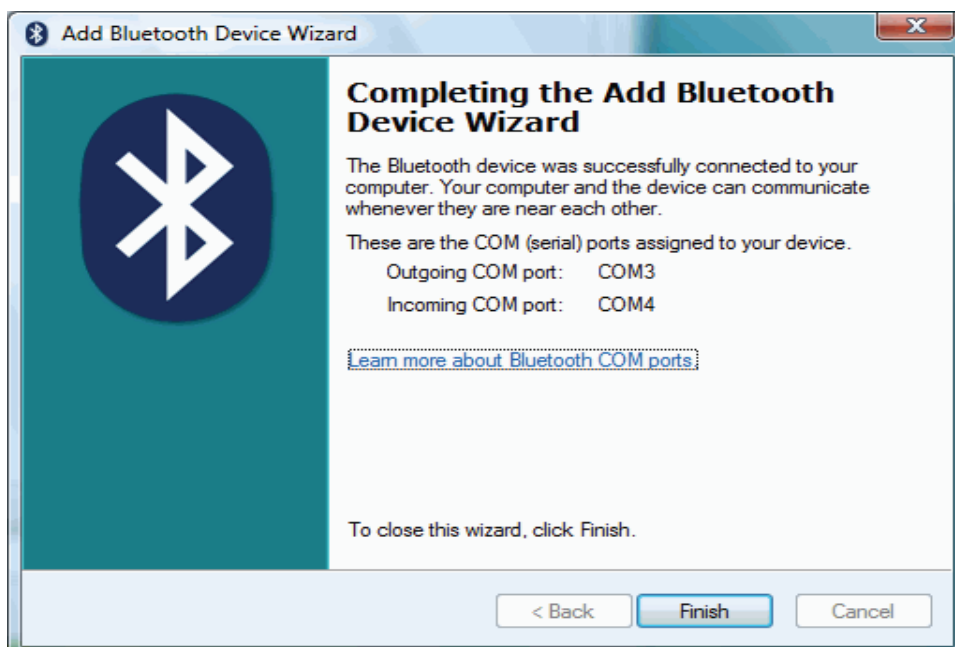 Add Bluetooth Device Wizard
Completing the Add Bluetooth
Device Wizard
The Bluetooth device was successfully connected to your
computer. Your computer and the device can communicate
whenever they are near each other.
These are the COM (serial) ports assigned to your device.
Outgoing COM port: COM3
Incoming COM port: COM4
Learn more about Bluetooth COM ports.
To close this wizard, click Finish.
< Back Finish Cancel